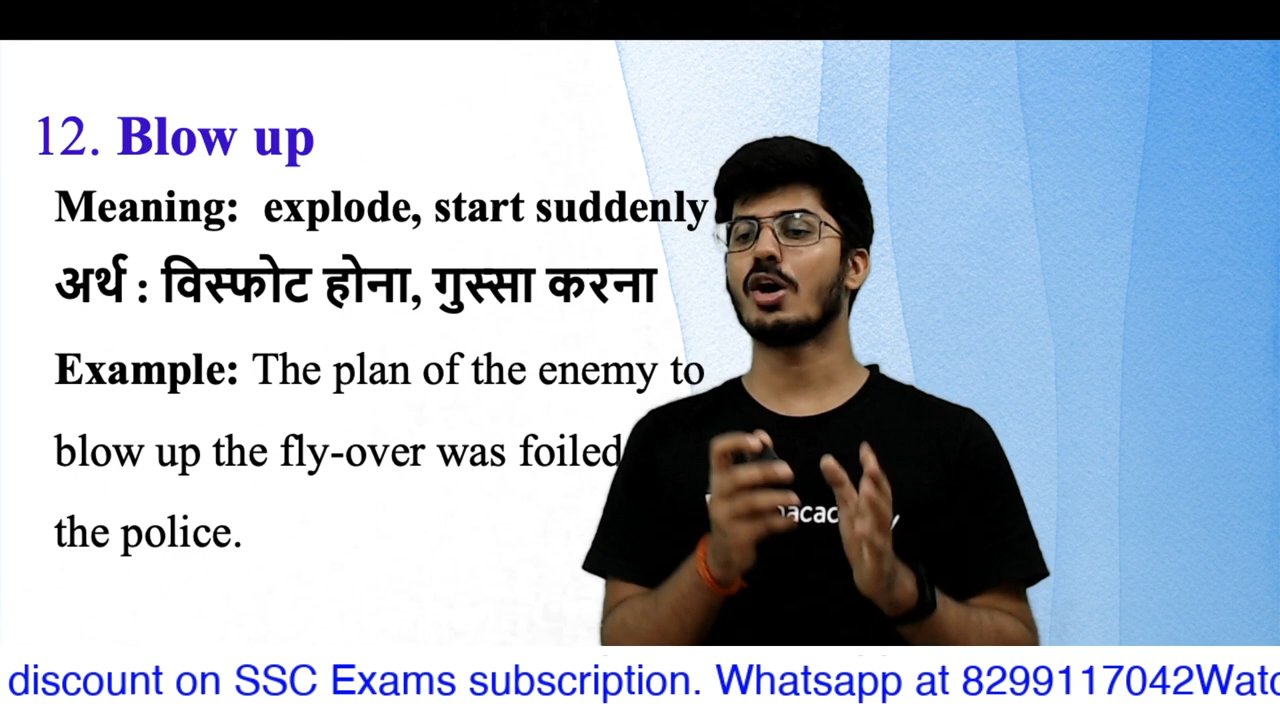 12. Blow up
Meaning: explode, start suddenly
अर्थ : विस्फोट होना, गुस्सा करना
Example: The plan of the enemy to
blow up the fly-over was foiled
the police.
discount on SSC Exams subscription. Whatsapp at 8299117042